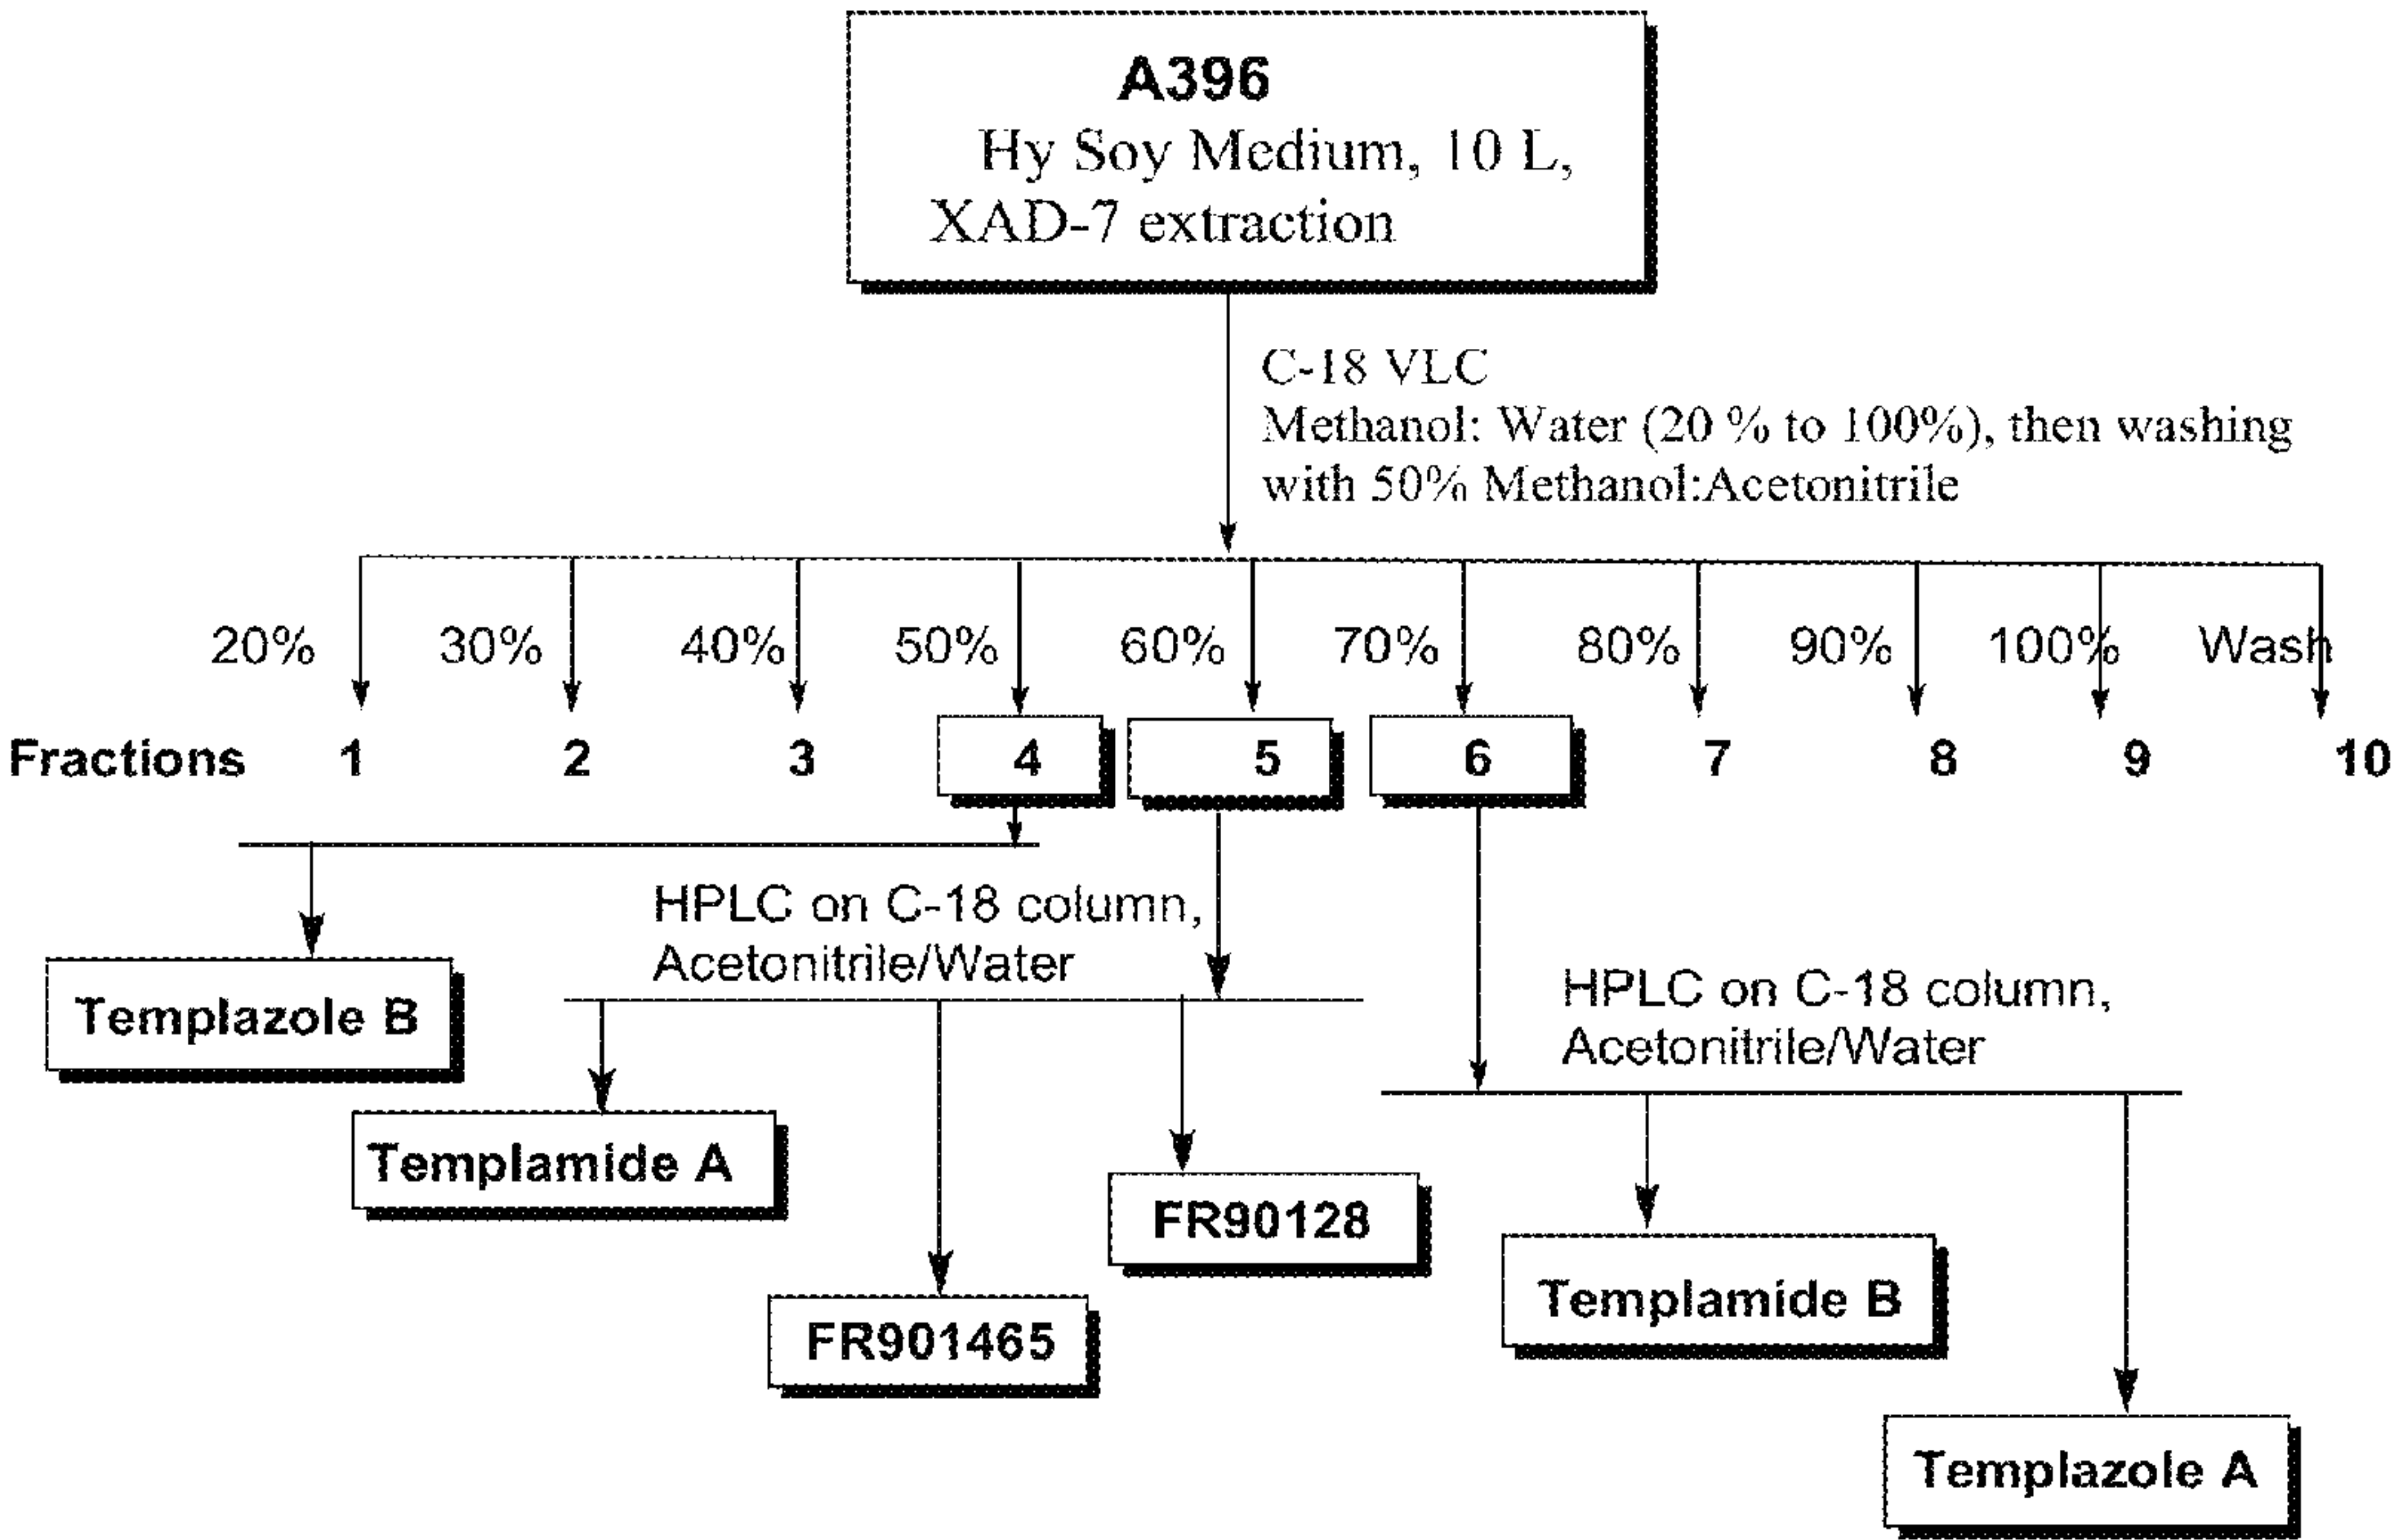 A396
Hy Soy Medium, 10 L,
XAD-7 extraction
C-18 VLC
Methanol: Water (20 % to 100%), then washing
with 50% Methanol:Acetonitrile
20% 30% 40% 50% 60% 70% 80% 90% 100% Wash
Fractions 1 2 3 4 5 6 7 8 9 10
HPLC on C-18 column,
Acetonitrile/Water
HPLC on C-18 column,
Acetonitrile/Water
Templazole B
Templamide A
FR90128
FR901465
Templamide B
Templazole A